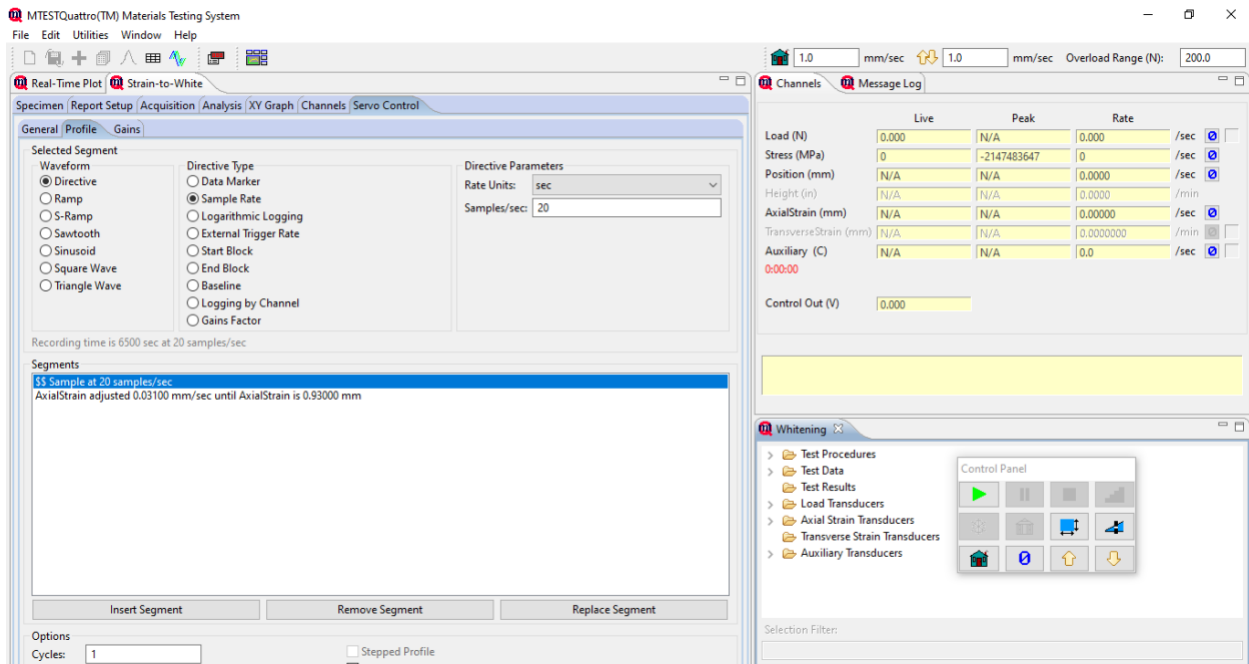 MTESTQuattro(TM) Materials Testing System
File Edit Utilities Window Help
1.0 mm/sec 1.0 mm/sec Overload Range (N): 200.0
Real-Time Plot Strain-to-White
Specimen Report Setup Acquisition Analysis XY Graph Channels Servo Control
General Profile Gains
Selected Segment
Waveform
Directive
Ramp
S-Ramp
Sawtooth
Sinusoid
Square Wave
Triangle Wave
Directive Type
Data Marker
Sample Rate
Logarithmic Logging
External Trigger Rate
Start Block
End Block
Baseline
Logging by Channel
Gains Factor
Directive Parameters
Rate Units: sec
Samples/sec: 20
Recording time is 6500 sec at 20 samples/sec
Segments
$$ Sample at 20 samples/sec
AxialStrain adjusted 0.03100 mm/sec until AxialStrain is 0.93000 mm
Insert Segment Remove Segment Replace Segment
Options
Cycles: 1 Stepped Profile
Channels Message Log
Live Peak Rate
Load (N) 0.000 N/A 0.000 /sec 0
Stress (MPa) 0 -2147483647 0 /sec 0
Position (mm) N/A N/A 0.0000 /sec 0
Height (in) N/A N/A 0.0000 /min
AxialStrain (mm) N/A N/A 0.00000 /sec 0
TransverseStrain (mm) N/A N/A 0.0000000 /min 0
Auxiliary (C) N/A N/A 0.0 /sec 0
0:00:00
Control Out (V) 0.000
Whitening
Test Procedures
Test Data
Test Results
Load Transducers
Axial Strain Transducers
Transverse Strain Transducers
Auxiliary Transducers
Control Panel
0
Selection Filter: